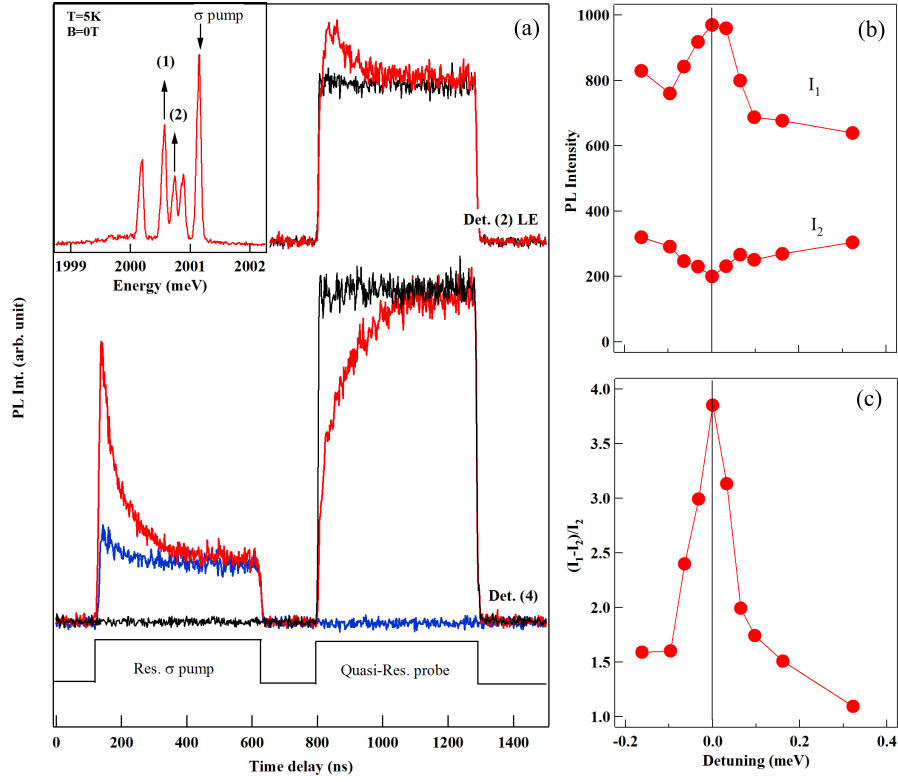 T=5K
B=0T
σ pump
(1)
(2)
1999
2000
2001
2002
Energy (meV)
(a)
Det. (2) LE
Det. (4)
PL Int. (arb. unit)
Res. σ pump
Quasi-Res. probe
0
200
400
600
800
1000
1200
1400
Time delay (ns)
(b)
1000
800
600
400
200
0
PL Intensity
I₁
I₂
(c)
4.0
3.5
3.0
2.5
2.0
1.5
1.0
(I₁-I₂)/I₂
-0.2
0.0
0.2
0.4
Detuning (meV)